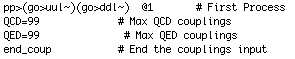 pp>(go>uul~)(go>ddl~) @1 # First Process
QCD=99 # Max QCD couplings
QED=99 # Max QED couplings
end_coup # End the couplings input